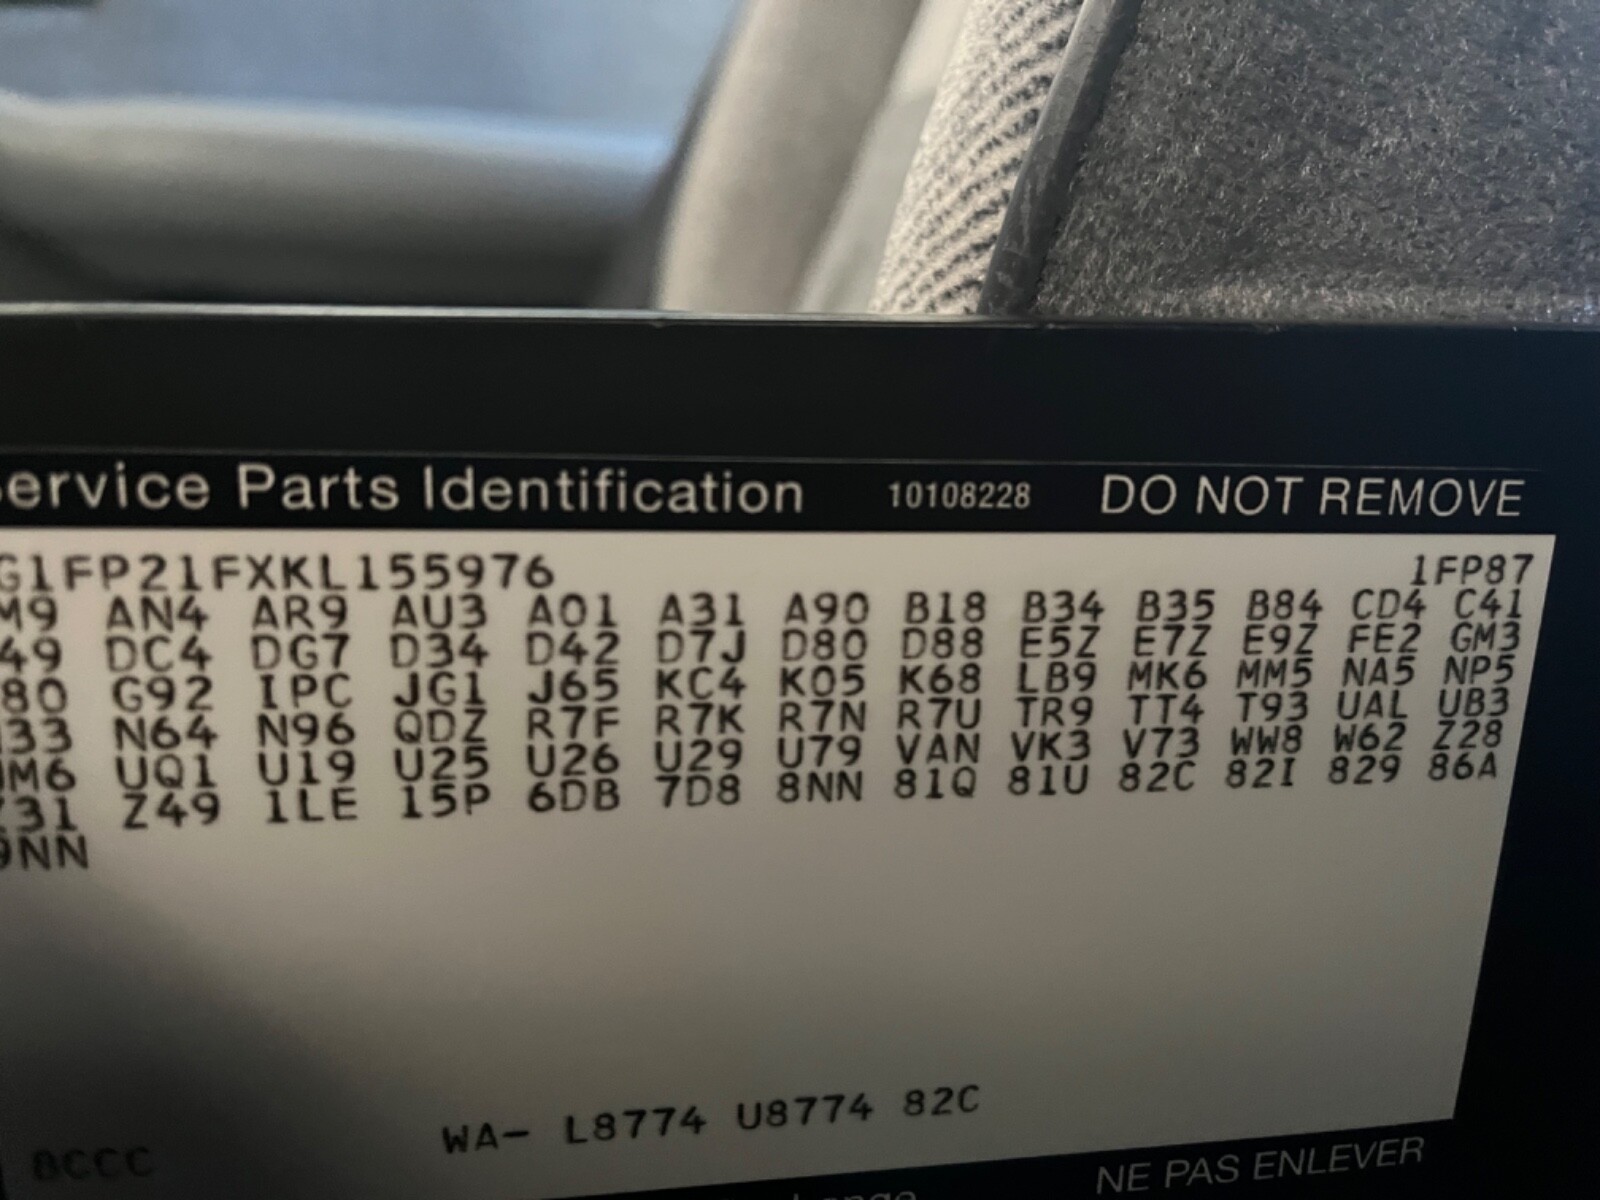 ervice Parts Identification 10108228 DO NOT REMOVE
G1FP21FXKL155976 1FP87
M9 AN4 AR9 AU3 A01 A31 A90 B18 B34 B35 B84 CD4 C41
49 DC4 DG7 D34 D42 D7J D80 D88 E5Z E7Z E9Z FE2 GM3
80 G92 IPC JG1 J65 KC4 K05 K68 LB9 MK6 MM5 NA5 NP5
33 N64 N96 QDZ R7F R7K R7N R7U TR9 TT4 T93 UAL UB3
M6 UQ1 U19 U25 U26 U29 U79 VAN VK3 V73 WW8 W62 Z28
31 Z49 1LE 15P 6DB 7D8 8NN 81Q 81U 82C 82I 829 86A
9NN
WA- L8774 U8774 82C
8CCC
NE PAS ENLEVER